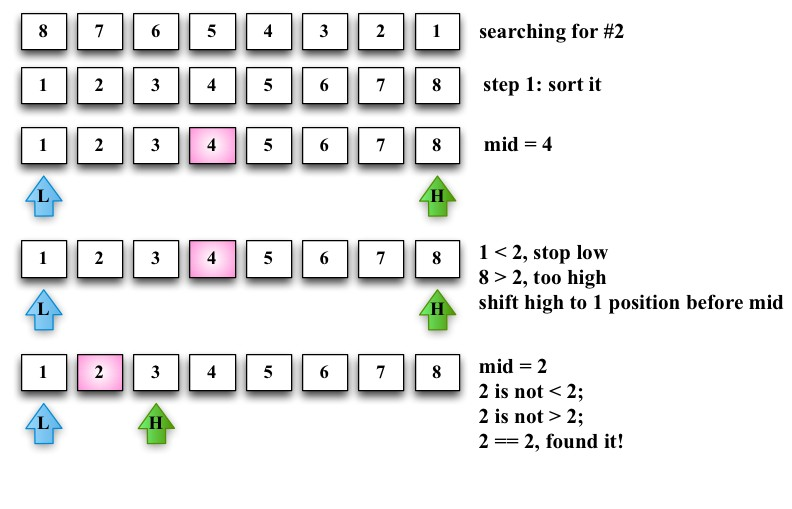 8 7 6 5 4 3 2 1 searching for #2
1 2 3 4 5 6 7 8 step 1: sort it
1 2 3 4 5 6 7 8 mid = 4
L H
1 2 3 4 5 6 7 8 1 < 2, stop low
8 > 2, too high
L H shift high to 1 position before mid
1 2 3 4 5 6 7 8 mid = 2
2 is not < 2;
L H 2 is not > 2;
2 == 2, found it!